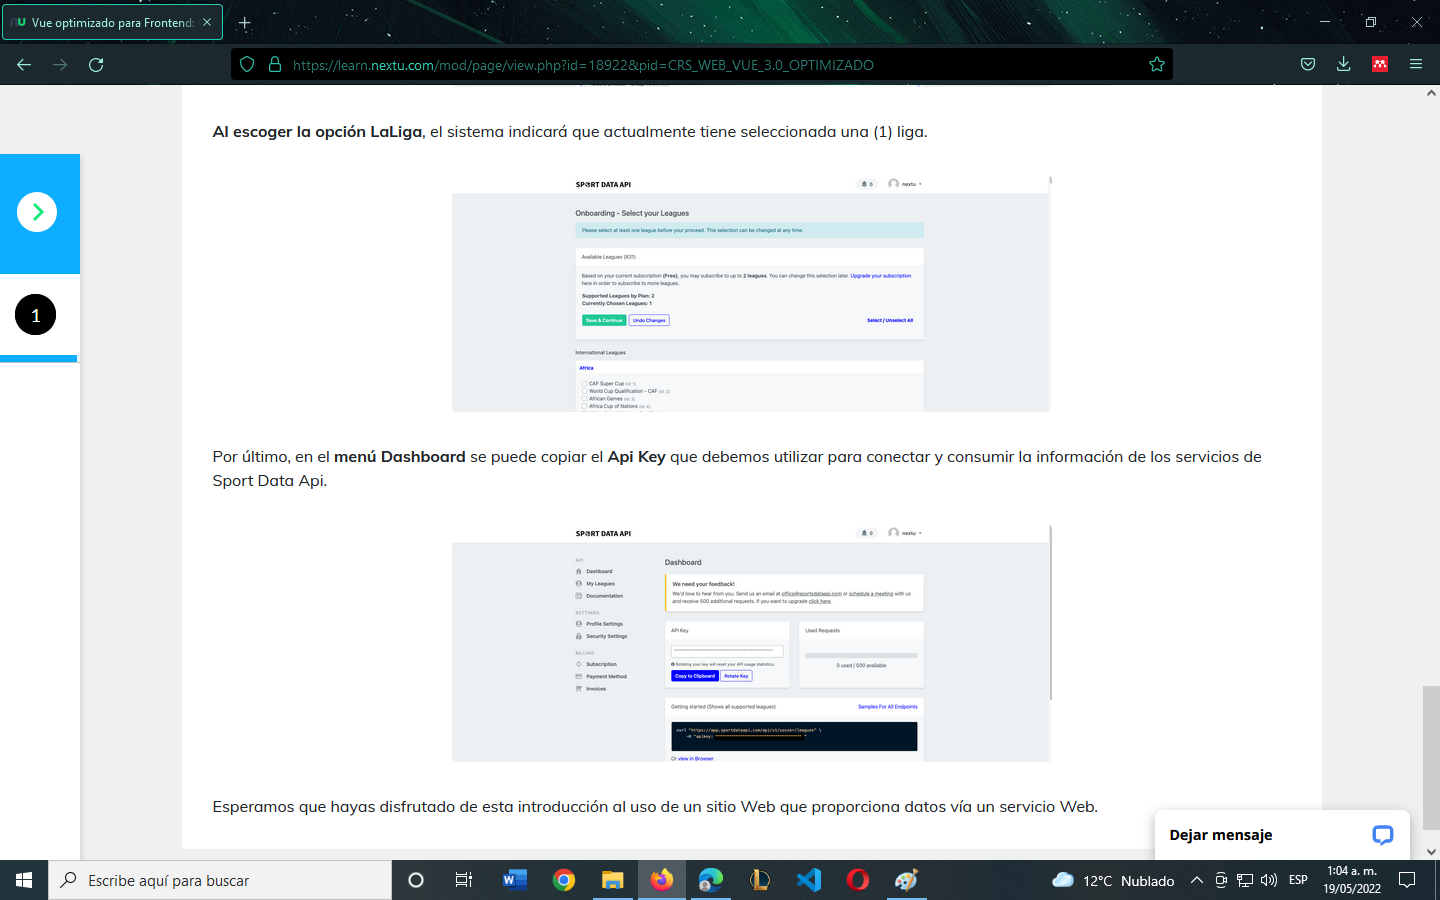 Vue optimizado para Frontend:
https://learn.nextu.com/mod/page/view.php?id=18922&pid=CRS_WEB_VUE_3.0_OPTIMIZADO
Al escoger la opción LaLiga, el sistema indicará que actualmente tiene seleccionada una (1) liga.
1
SPORT DATA API
0 nextu
Onboarding - Select your Leagues
Please select at least one league before your proceed. This selection can be changed at any time.
Available Leagues (831)
Based on your current subscription (Free), you may subscribe to up to 2 leagues. You can change this selection later. Upgrade your subscription
here in order to subscribe to more leagues.
Supported Leagues by Plan: 2
Currently Chosen Leagues: 1
Save & Continue Undo Changes Select / Unselect All
International Leagues
Africa
CAF Super Cup (id: 1)
World Cup Qualification - CAF (id: 2)
African Games (id: 3)
Africa Cup of Nations (id: 4)
Por último, en el menú Dashboard se puede copiar el Api Key que debemos utilizar para conectar y consumir la información de los servicios de
Sport Data Api.
SPORT DATA API
0 nextu
API
Dashboard
My Leagues
Documentation
SETTINGS
Profile Settings
Security Settings
BILLING
Subscription
Payment Method
Invoices
Dashboard
We need your feedback!
We'd love to hear from you. Send us an email at office@sportsdataapi.com or schedule a meeting with us
and receive 500 additional requests. If you want to upgrade click here.
API Key
Rotating your key will reset your API usage statistics.
Copy to Clipboard Rotate Key
Used Requests
0 used / 500 available
Getting started (Shows all supported leagues) Samples For All Endpoints
curl "https://app.sportdataapi.com/api/v1/soccer/leagues" \
-H "apikey: "
Or view in Browser
Esperamos que hayas disfrutado de esta introducción al uso de un sitio Web que proporciona datos vía un servicio Web.
Dejar mensaje
Escribe aquí para buscar
12°C Nublado
ESP
1:04 a. m.
19/05/2022